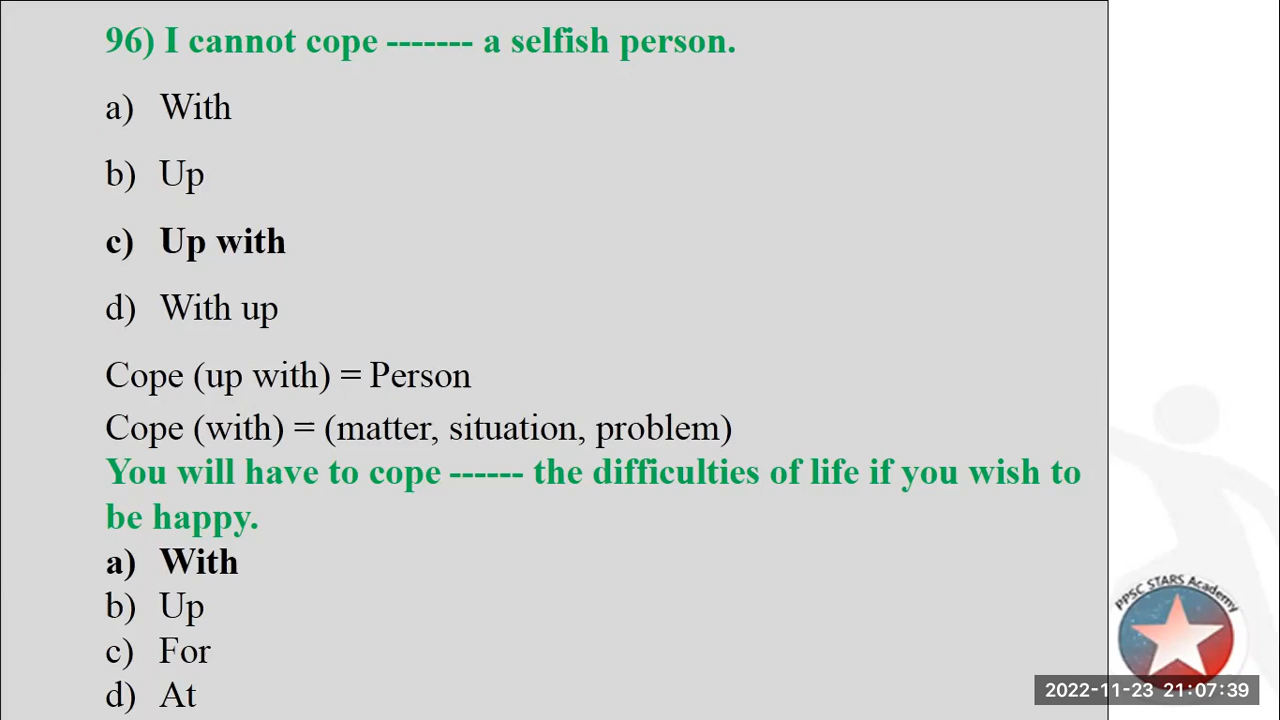 96) I cannot cope ------- a selfish person.
a) With
b) Up
c) Up with
d) With up
Cope (up with) = Person
Cope (with) = (matter, situation, problem)
You will have to cope ------ the difficulties of life if you wish to
be happy.
a) With
b) Up
c) For
d) At
PPSC STARS Academy
2022-11-23 21:07:39